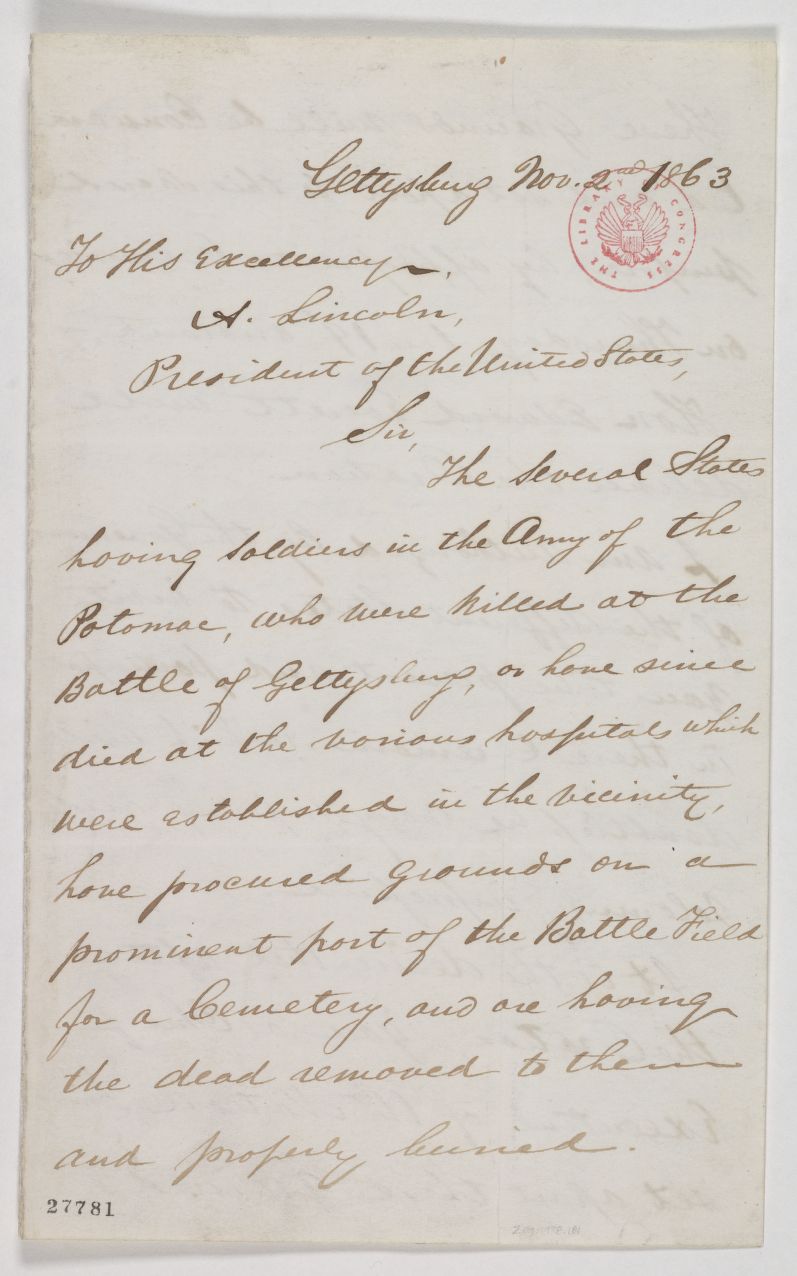 Gettysburg Nov. 2nd 1863
THE LIBRARY OF CONGRESS
To His Excellency,
A. Lincoln,
President of the United States,
Sir,
The Several States
having soldiers in the Army of the
Potomac, who were killed at the
Battle of Gettysburg, or have since
died at the various hospitals which
were established in the vicinity,
have procured grounds on a
prominent part of the Battle Field
for a Cemetery, and are having
the dead removed to them
and properly buried.
27781